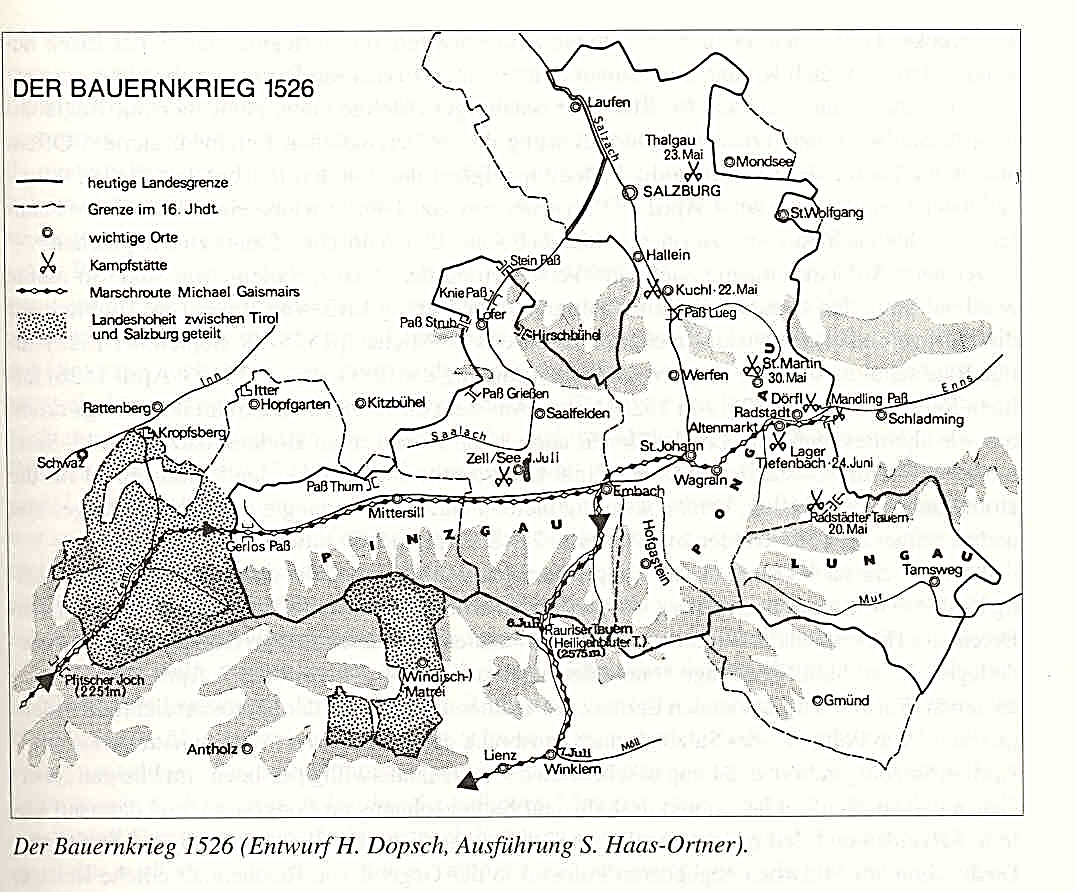 DER BAUERNKRIEG 1526
heutige Landesgrenze
Grenze im 16. Jhdt.
wichtige Orte
Kampfstätte
Marschroute Michael Gaismairs
Landeshoheit zwischen Tirol
und Salzburg geteilt
Laufen
Salzach
Thalgau
23. Mai
Mondsee
SALZBURG
St.Wolfgang
Hallein
Stein Paß
Knie Paß
Kuchl · 22. Mai
Lofer
Paß Lueg
Paß Strub
Hirschbühel
St. Martin
30. Mai
Inn
Werfen
Itter
Paß Grießen
Enns
Rattenberg
Hopfgarten
Kitzbühel
Dörfl
Mandling Paß
Saalfelden
Radstadt
Schladming
Kropfsberg
Altenmarkt
Saalach
St. Johann
Lager
Schwaz
Zell/See 1. Juli
Tiefenbach · 24. Juni
Wagrain
Paß Thurn
Embach
Mittersill
Radstädter Tauern
20. Mai
PINZGAU
PONGAU
LUNGAU
Gerlos Paß
Hofgastein
Tamsweg
Mur
6. Juli
Rauriser Tauern
(Heiligenbluter T.)
(2575m)
Pfitscher Joch
(2251m)
(Windisch-)
Matrei
Gmünd
Antholz
Möll
Lienz
7. Juli
Winklern
Der Bauernkrieg 1526 (Entwurf H. Dopsch, Ausführung S. Haas-Ortner).